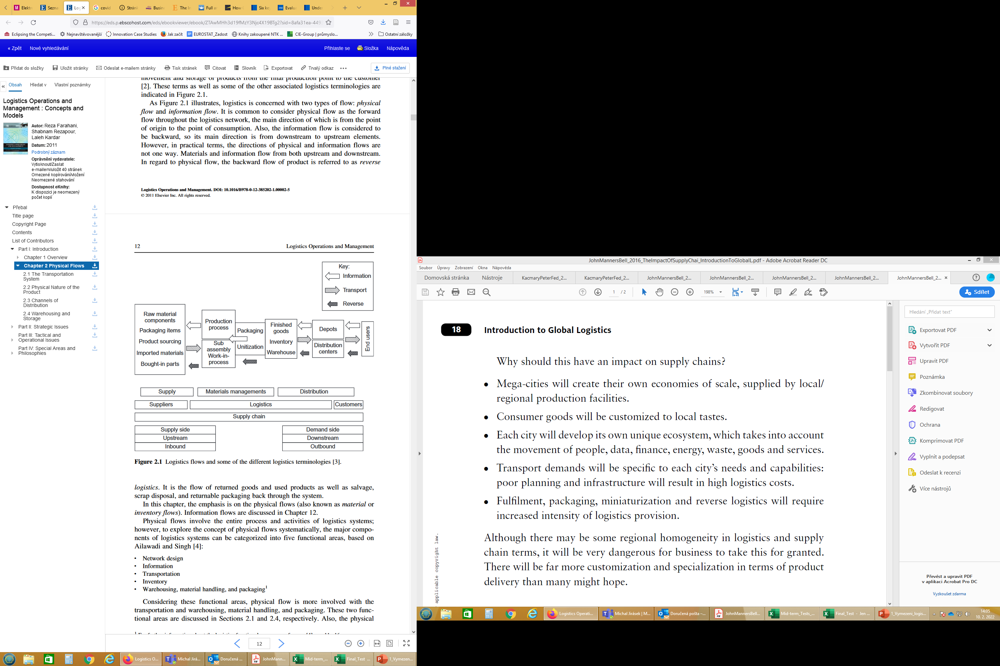 Elektr
Sezna
Log
covid
Stránk
Busin
The In
Full a
How
Six ke
Evalua
Under
https://eds.p.ebscohost.com/eds/ebookviewer/ebook/ZTAwMHh3d19fMzY3Njc4X19BTg2?sid=8afa31ea-449
Eclipsing the Competi...
Nejnavštěvovanější
Innovation Case Studies
Jak začít
EUROSTAT_Zadost
Knihy zakoupené NTK ...
CIE-Group | průmyslo...
Ostatní záložky
« Zpět
Nové vyhledávání
Přihlaste se
Složka
Nápověda
Přidat do složky
Uložit stránky
Odeslat e-mailem stránky
Tisk stránek
Citovat
Slovník
Exportovat
Trvalý odkaz
Plné stažení
Obsah
Hledat v
Vlastní poznámky
Logistics Operations and
Management : Concepts and
Models
Autor: Reza Farahani,
Shabnam Rezapour,
Laleh Kardar
Datum: 2011
Podrobný záznam
Oprávnění vydavatele:
Vytisknout/Zaslat
e-mailem/uložit 40 stránek
Omezené kopírování/vložení
Neomezené stahování
Dostupnost eKnihy:
K dispozici je neomezený
počet kopií
Přebal
Title page
Copyright Page
Contents
List of Contributors
Part I: Introduction
Chapter 1 Overview
Chapter 2 Physical Flows
2.1 The Transportation
System
2.2 Physical Nature of the
Product
2.3 Channels of
Distribution
2.4 Warehousing and
Storage
Part II: Strategic Issues
Part III: Tactical and
Operational Issues
Part IV: Special Areas and
Philosophies
movement and storage of products from the final production point to the customer
[2]. These terms as well as some of the other associated logistics terminologies are
indicated in Figure 2.1.
As Figure 2.1 illustrates, logistics is concerned with two types of flow: physical
flow and information flow. It is common to consider physical flow as the forward
flow throughout the logistics network, the main direction of which is from the point
of origin to the point of consumption. Also, the information flow is considered to
be backward, so its main direction is from downstream to upstream elements.
However, in practical terms, the directions of physical and information flows are
not one way. Materials and information flow from both upstream and downstream.
In regard to physical flow, the backward flow of product is referred to as reverse
Logistics Operations and Management. DOI: 10.1016/B978-0-12-385202-1.00002-5
© 2011 Elsevier Inc. All rights reserved.
12
Logistics Operations and Management
Key:
Information
Transport
Reverse
Raw material
components
Packaging items
Product sourcing
Imported materials
Bought-in parts
Production
process
Sub
assembly
Work-in-
process
Packaging
Unitization
Finished
goods
Inventory
Warehouse
Depots
Distribution
centers
End users
Supply
Materials managements
Distribution
Suppliers
Logistics
Customers
Supply chain
Supply side
Upstream
Inbound
Demand side
Downstream
Outbound
Figure 2.1 Logistics flows and some of the different logistics terminologies [3].
logistics. It is the flow of returned goods and used products as well as salvage,
scrap disposal, and returnable packaging back through the system.
In this chapter, the emphasis is on the physical flows (also known as material or
inventory flows). Information flows are discussed in Chapter 12.
Physical flows involve the entire process and activities of logistics systems;
however, to explore the concept of physical flows systematically, the major compo-
nents of logistics systems can be categorized into five functional areas, based on
Ailawadi and Singh [4]:
• Network design
• Information
• Transportation
• Inventory
• Warehousing, material handling, and packaging1
Considering these functional areas, physical flow is more involved with the
transportation and warehousing, material handling, and packaging. These two func-
tional areas are discussed in Sections 2.1 and 2.4, respectively. Also, the physical
12
Logistics O...
Michal Jirá...
Doručená ...
JohnMann...
Mid-term_...
Final_Test ...
1_Vymezen...
JohnMannersBell_2016_TheImpactOfSupplyChai_IntroductionToGlobalL.pdf - Adobe Acrobat Reader DC
Soubor
Úpravy
Zobrazení
Okna
Nápověda
Domovská stránka
Nástroje
KacmaryPeterFed_2...
KacmaryPeterFed_2...
JohnMannersBell_2...
JohnMannersBell_2...
JohnMannersBell_2...
JohnMannersBell_2...
JohnMannersBell_2...
1 / 2
198%
Sdílet
18
Introduction to Global Logistics
Why should this have an impact on supply chains?
• Mega-cities will create their own economies of scale, supplied by local/
regional production facilities.
• Consumer goods will be customized to local tastes.
• Each city will develop its own unique ecosystem, which takes into account
the movement of people, data, finance, energy, waste, goods and services.
• Transport demands will be specific to each city's needs and capabilities:
poor planning and infrastructure will result in high logistics costs.
• Fulfilment, packaging, miniaturization and reverse logistics will require
increased intensity of logistics provision.
Although there may be some regional homogeneity in logistics and supply
chain terms, it will be very dangerous for business to take this for granted.
There will be far more customization and specialization in terms of product
delivery than many might hope.
applicable copyright law.
Hledání „Přidat text"
Exportovat PDF
Vytvořit PDF
Upravit PDF
Poznámka
Zkombinovat soubory
Redigovat
Ochrana
Komprimovat PDF
Vyplnit a podepsat
Odeslat k recenzi
Více nástrojů
Převést a upravit PDF
v aplikaci Acrobat Pro DC
Vyzkoušet zdarma
Logistics Operati...
Michal Jirásek | M...
Doručená pošta –...
JohnMannersBell...
Mid-term_Tests_...
Final_Test - Jen ...
1_Vymezeni_logis...
14:05
10. 2. 2022